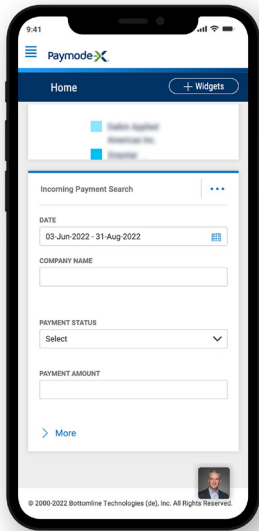 9:41
Paymode-X
Home
+ Widgets
Incoming Payment Search
DATE
03-Jun-2022 - 31-Aug-2022
COMPANY NAME
PAYMENT STATUS
Select
PAYMENT AMOUNT
More
© 2000-2022 Bottomline Technologies (de), Inc. All Rights Reserved.